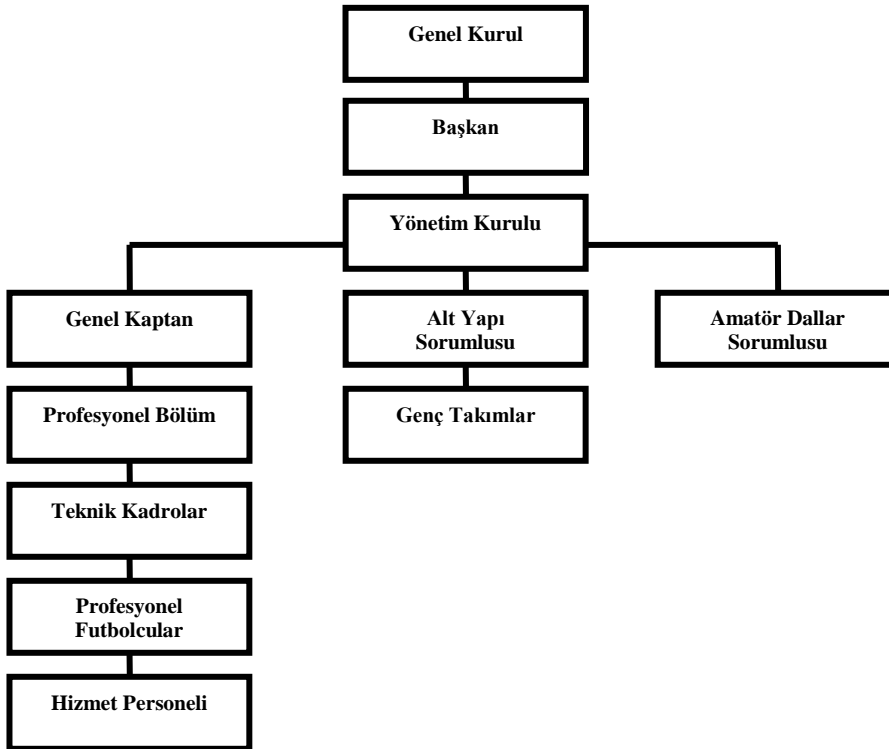 Genel Kurul
Başkan
Yönetim Kurulu
Genel Kaptan
Alt Yapı
Sorumlusu
Amatör Dallar
Sorumlusu
Profesyonel Bölüm
Genç Takımlar
Teknik Kadrolar
Profesyonel
Futbolcular
Hizmet Personeli